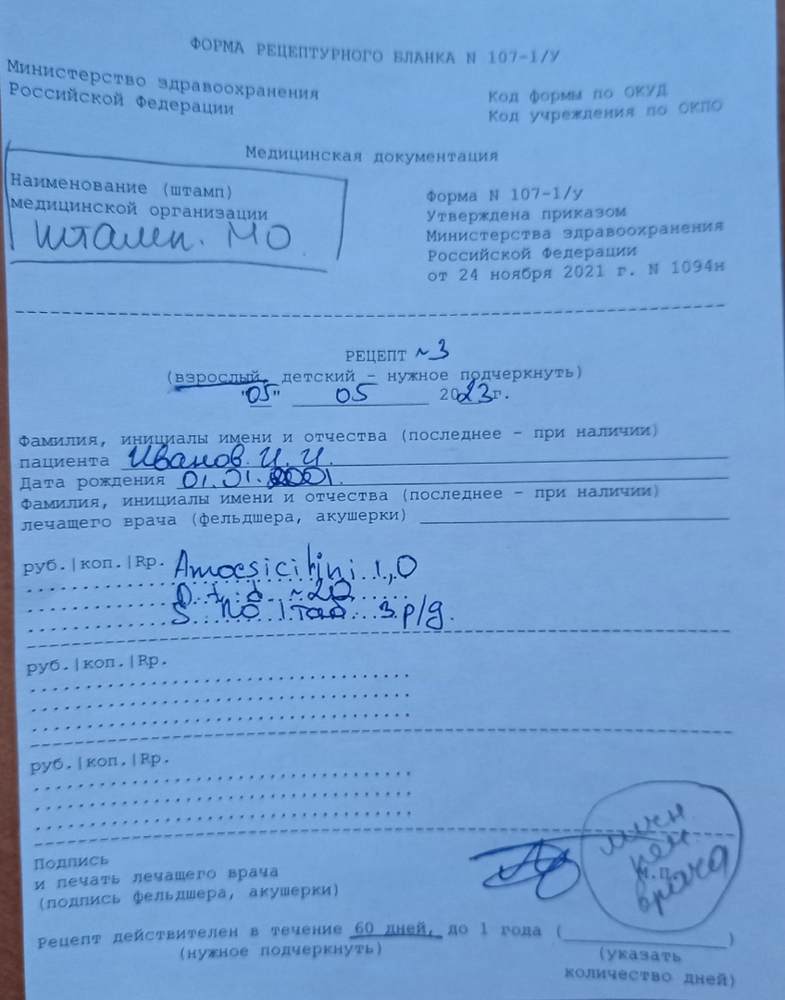 ФОРМА РЕЦЕПТУРНОГО БЛАНКА N 107-1/У
Министерство здравоохранения
Российской Федерации
Код формы по ОКУД
Код учреждения по ОКПО
Медицинская документация
Наименование (штамп)
медицинской организации
штамп. МО.
Форма N 107-1/у
Утверждена приказом
Министерства здравоохранения
Российской Федерации
от 24 ноября 2021 г. N 1094н
РЕЦЕПТ ~3
(взрослый, детский - нужное подчеркнуть)
"05" 05 2023г.
Фамилия, инициалы имени и отчества (последнее - при наличии)
пациента Иванов. И. И.
Дата рождения 01.01.2001.
Фамилия, инициалы имени и отчества (последнее - при наличии)
лечащего врача (фельдшера, акушерки)
руб.|коп.|Rp. Amocsicillini 1,0
D. t. d. ~20
S. по 1 таб 3 р/д.
руб.|коп.|Rp.
руб.|коп.|Rp.
Подпись
и печать лечащего врача
(подпись фельдшера, акушерки)
личн
печ.
м.п.
врача
Рецепт действителен в течение 60 дней, до 1 года (          )
(нужное подчеркнуть)
(указать
количество дней)